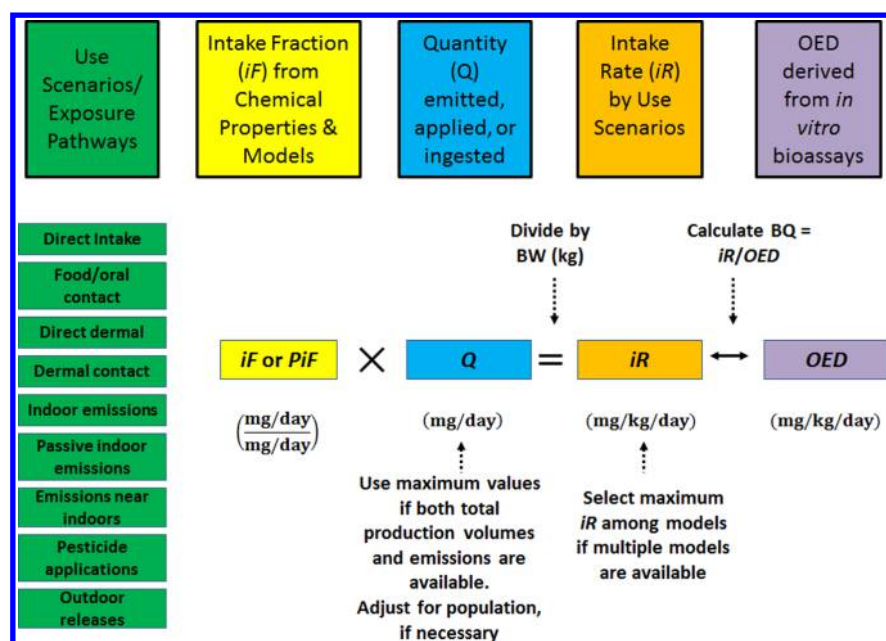 Use
Scenarios/
Exposure
Pathways
Intake Fraction
(iF) from
Chemical
Properties &
Models
Quantity
(Q)
emitted,
applied, or
ingested
Intake
Rate (iR)
by Use
Scenarios
OED
derived
from in
vitro
bioassays
Direct Intake
Food/oral
contact
Direct dermal
Dermal contact
Indoor emissions
Passive indoor
emissions
Emissions near
indoors
Pesticide
applications
Outdoor
releases
Divide by
BW (kg)
Calculate BQ =
iR/OED
iF or PiF
×
Q
=
iR
OED
(mg/day
mg/day)
(mg/day)
(mg/kg/day)
(mg/kg/day)
Use maximum values
if both total
production volumes
and emissions are
available.
Adjust for population,
if necessary
Select maximum
iR among models
if multiple models
are available